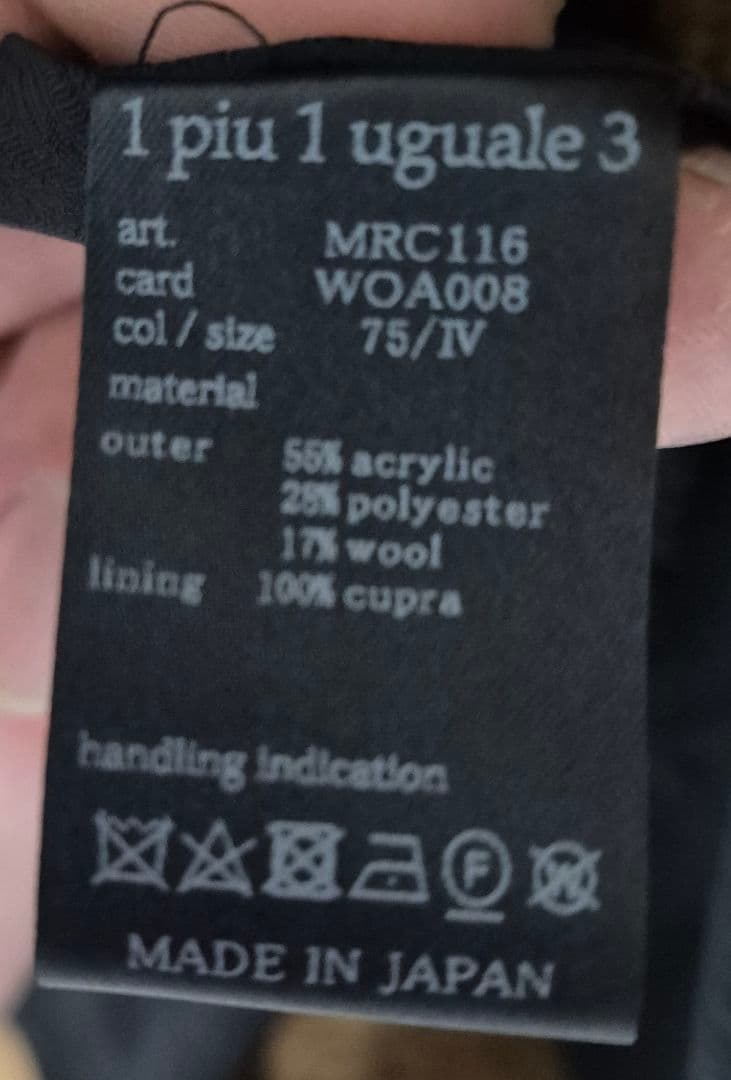 1 piu 1 uguale 3
art. MRC116
card WOA008
col / size 75/IV
material
outer 55% acrylic
28% polyester
17% wool
lining 100% cupra
handling indication
F W
MADE IN JAPAN